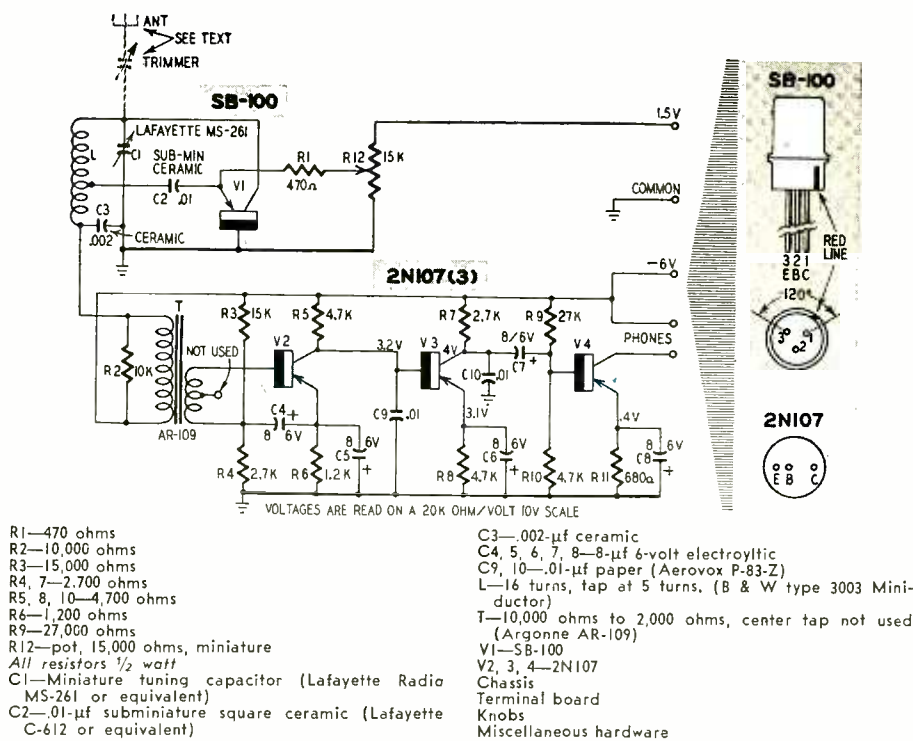 ANT
SEE TEXT
TRIMMER
SB-100
LAFAYETTE MS-261
L
C1
SUB-MIN
CERAMIC
C2 .01
V1
R1
470Ω
R12
15K
1.5V
COMMON
C3
.002
CERAMIC
-6V
PHONES
2N107(3)
T
R3
15K
R5
4.7K
R7
2.7K
R9
27K
8/6V
C7
+
R2
10K
NOT USED
AR-109
V2
3.2V
V3
.4V
C10
.01
V4
C4
+
8 6V
C9
.01
8 6V
C5
+
3.1V
8 6V
C6
+
.4V
8 6V
C8
+
R4
2.7K
R6
1.2K
R8
4.7K
R10
4.7K
R11
680Ω
VOLTAGES ARE READ ON A 20K OHM/VOLT 10V SCALE
SB-100
RED
LINE
321
EBC
120°
3
1
2
2N107
E B C
R1—470 ohms
R2—10,000 ohms
R3—15,000 ohms
R4, 7—2,700 ohms
R5, 8, 10—4,700 ohms
R6—1,200 ohms
R9—27,000 ohms
R12—pot, 15,000 ohms, miniature
All resistors ½ watt
C1—Miniature tuning capacitor (Lafayette Radio
MS-261 or equivalent)
C2—.01-µf subminiature square ceramic (Lafayette
C-612 or equivalent)
C3—.002-µf ceramic
C4, 5, 6, 7, 8—8-µf 6-volt electroyltic
C9, 10—.01-µf paper (Aerovox P-83-Z)
L—16 turns, tap at 5 turns. (B & W type 3003 Mini-
ductor)
T—10,000 ohms to 2,000 ohms, center tap not used
(Argonne AR-109)
V1—SB-100
V2, 3, 4—2N107
Chassis
Terminal board
Knobs
Miscellaneous hardware